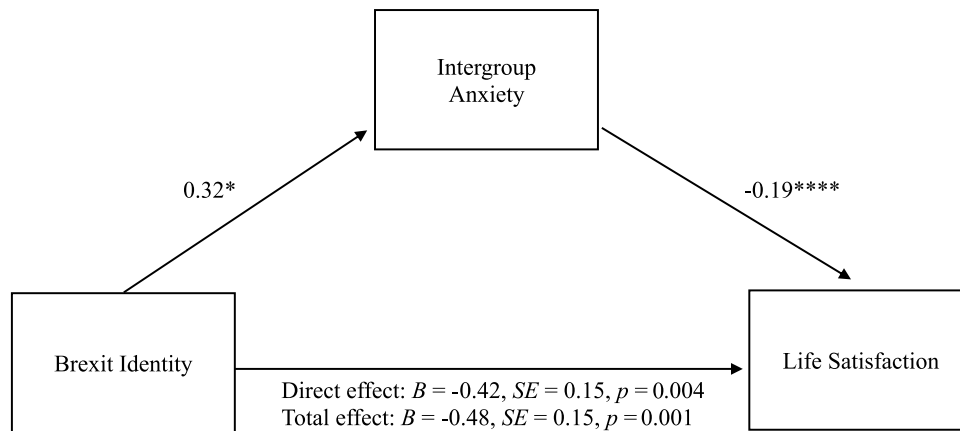 Intergroup
Anxiety
0.32*
-0.19****
Brexit Identity
Life Satisfaction
Direct effect: B = -0.42, SE = 0.15, p = 0.004
Total effect: B = -0.48, SE = 0.15, p = 0.001